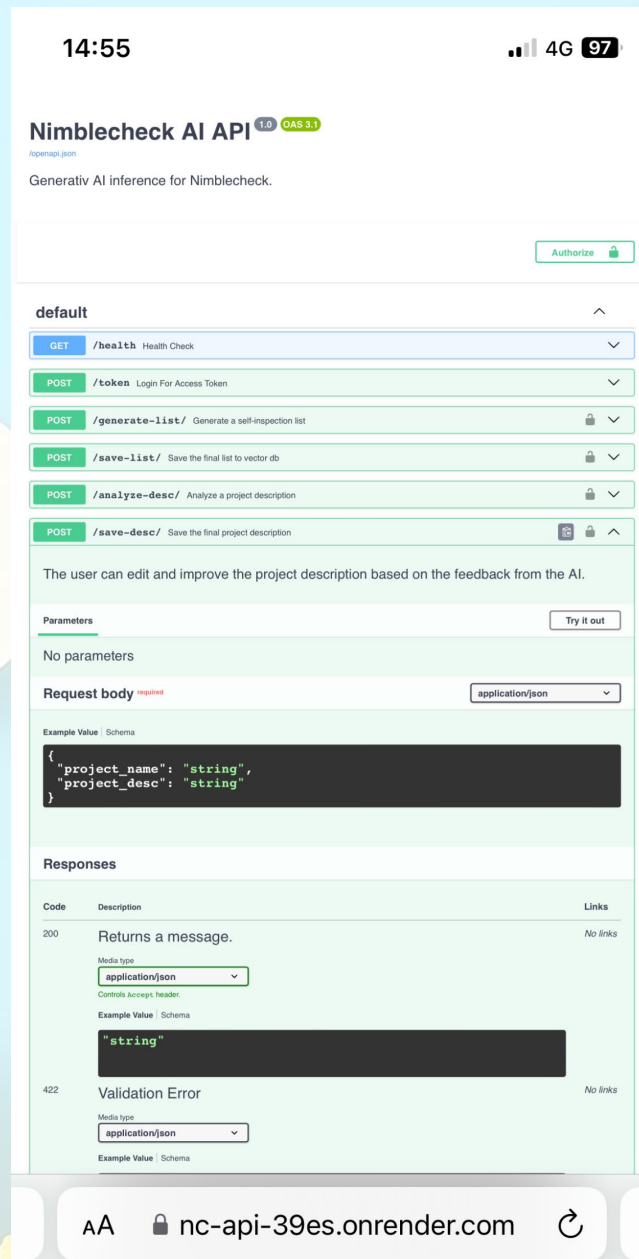 14:55 4G 97
Nimblecheck AI API 1.0 OAS 3.1
/openapi.json
Generativ AI inference for Nimblecheck.
Authorize
default
GET /health Health Check
POST /token Login For Access Token
POST /generate-list/ Generate a self-inspection list
POST /save-list/ Save the final list to vector db
POST /analyze-desc/ Analyze a project description
POST /save-desc/ Save the final project description
The user can edit and improve the project description based on the feedback from the AI.
Parameters Try it out
No parameters
Request body required application/json
Example Value Schema
{
"project_name": "string",
"project_desc": "string"
}
Responses
Code Description Links
200 Returns a message. No links
Media type
application/json
Controls Accept header.
Example Value Schema
"string"
422 Validation Error No links
Media type
application/json
Example Value Schema
AA nc-api-39es.onrender.com